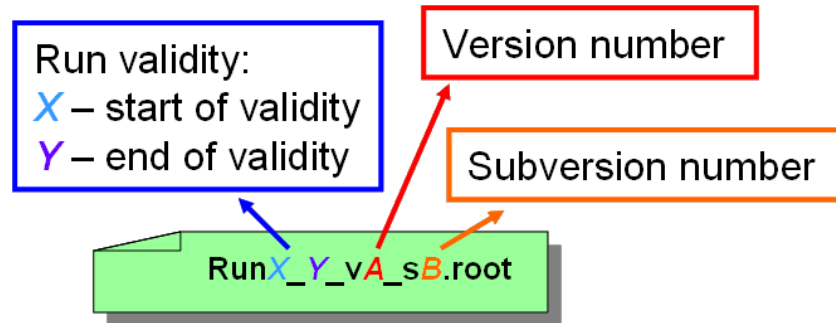 Run validity:
X – start of validity
Y – end of validity
Version number
Subversion number
RunX_Y_vA_sB.root